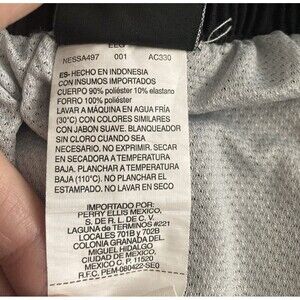 EEG
NESSA497 001 AC330
ES- HECHO EN INDONESIA
CON INSUMOS IMPORTADOS
CUERPO 90% poliéster 10% elastano
FORRO 100% poliéster
LAVAR A MÁQUINA EN AGUA FRÍA
(30°C) CON COLORES SIMILARES
CON JABON SUAVE. BLANQUEADOR
SIN CLORO CUANDO SEA
NECESARIO. NO EXPRIMIR. SECAR
EN SECADORA A TEMPERATURA
BAJA. PLANCHAR A TEMPERATURA
BAJA (110°C). NO PLANCHAR EL
ESTAMPADO. NO LAVAR EN SECO
IMPORTADO POR:
PERRY ELLIS MEXICO,
S. DE R. L. DE C. V.
LAGUNA de TERMINOS #221
LOCALES 701B y 702B
COLONIA GRANADA DEL.
MIGUEL HIDALGO
CIUDAD DE MEXICO
MEXICO C. P. 11520
R.F.C. PEM-080422-SE0